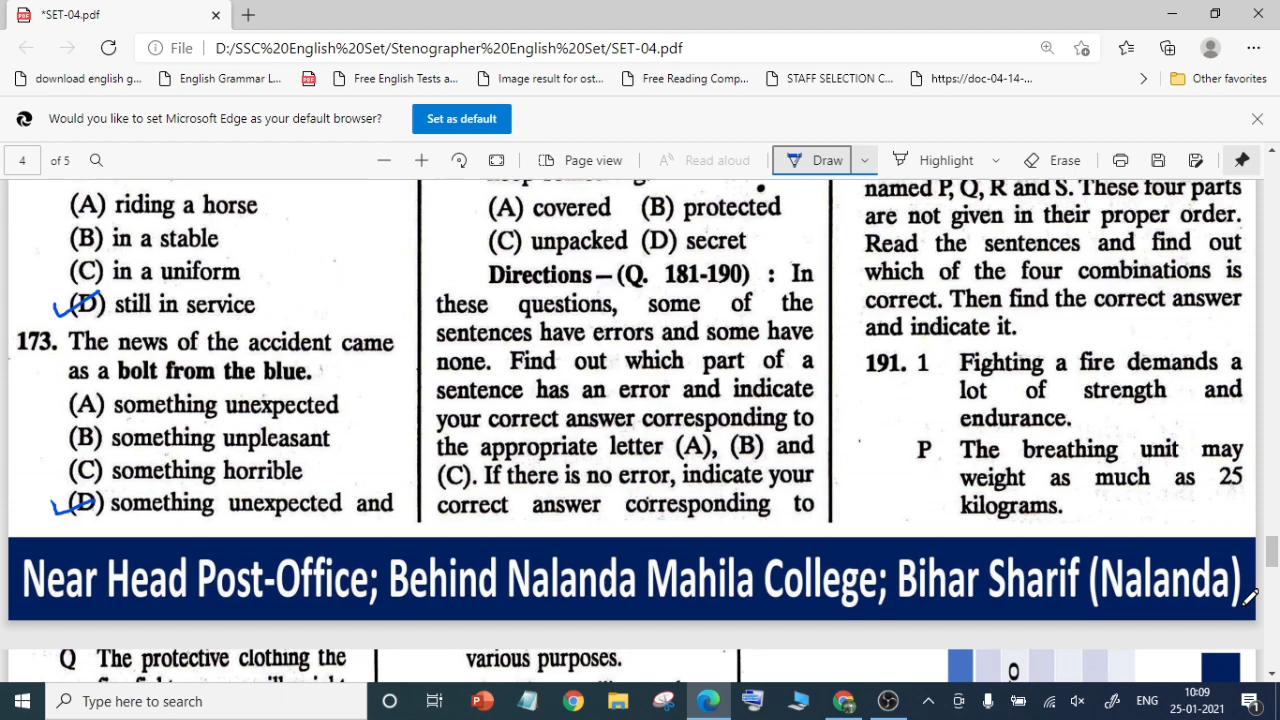 *SET-04.pdf
File
D:/SSC%20English%20Set/Stenographer%20English%20Set/SET-04.pdf
download english g...
English Grammar L...
Free English Tests a...
Image result for ost...
Free Reading Comp...
STAFF SELECTION C...
https://doc-04-14-...
Other favorites
Would you like to set Microsoft Edge as your default browser?
Set as default
4 of 5
Page view
Read aloud
Draw
Highlight
Erase
(A) riding a horse
(B) in a stable
(C) in a uniform
(D) still in service
173. The news of the accident came
as a bolt from the blue.
(A) something unexpected
(B) something unpleasant
(C) something horrible
(D) something unexpected and
(A) covered (B) protected
(C) unpacked (D) secret
Directions – (Q. 181-190) : In
these questions, some of the
sentences have errors and some have
none. Find out which part of a
sentence has an error and indicate
your correct answer corresponding to
the appropriate letter (A), (B) and
(C). If there is no error, indicate your
correct answer corresponding to
named P, Q, R and S. These four parts
are not given in their proper order.
Read the sentences and find out
which of the four combinations is
correct. Then find the correct answer
and indicate it.
191. 1 Fighting a fire demands a
lot of strength and
endurance.
P The breathing unit may
weight as much as 25
kilograms.
Near Head Post-Office; Behind Nalanda Mahila College; Bihar Sharif (Nalanda)
Q The protective clothing the
various purposes.
Type here to search
ENG
10:09
25-01-2021